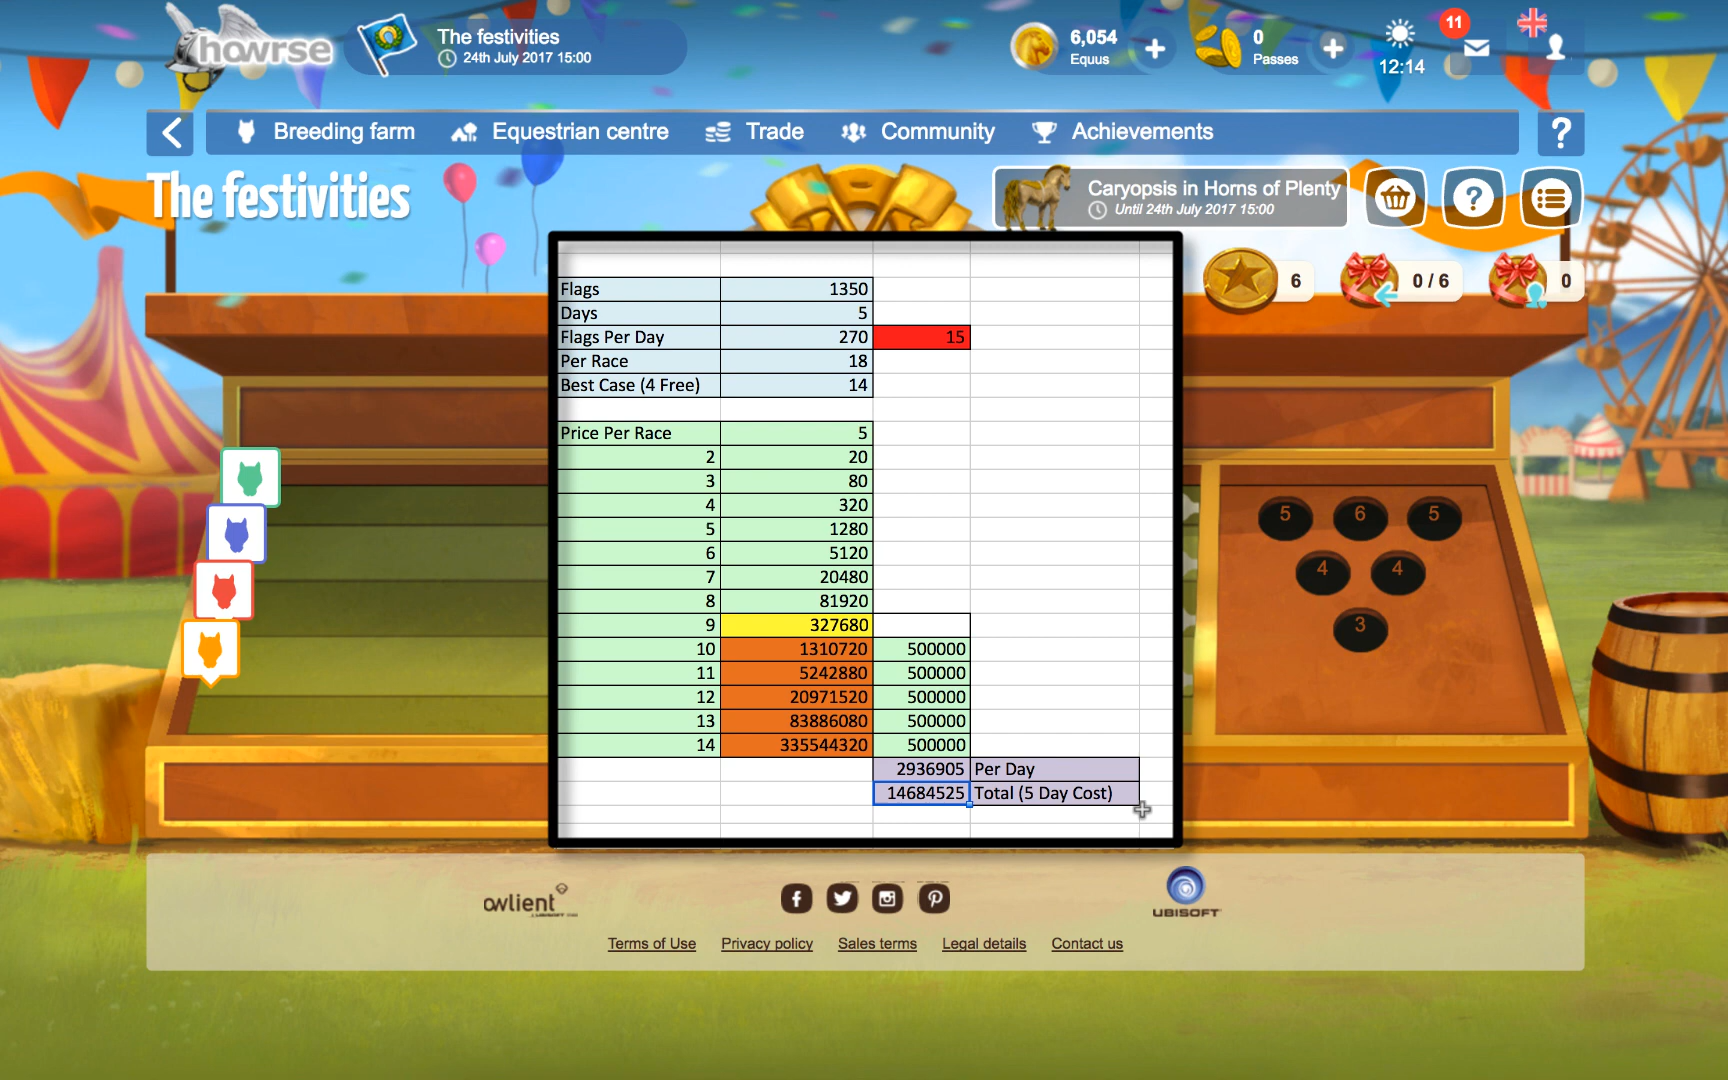 howrse
The festivities
24th July 2017 15:00
6,054
Equus
0
Passes
12:14
11
Breeding farm
Equestrian centre
Trade
Community
Achievements
?
The festivities
Caryopsis in Horns of Plenty
Until 24th July 2017 15:00
?
6
0 / 6
0
Flags 1350
Days 5
Flags Per Day 270 15
Per Race 18
Best Case (4 Free) 14
Price Per Race 5
2 20
3 80
4 320
5 1280
6 5120
7 20480
8 81920
9 327680
10 1310720 500000
11 5242880 500000
12 20971520 500000
13 83886080 500000
14 335544320 500000
2936905 Per Day
14684525 Total (5 Day Cost)
5 6 5
4 4
3
owlient
UBISOFT
Terms of Use
Privacy policy
Sales terms
Legal details
Contact us